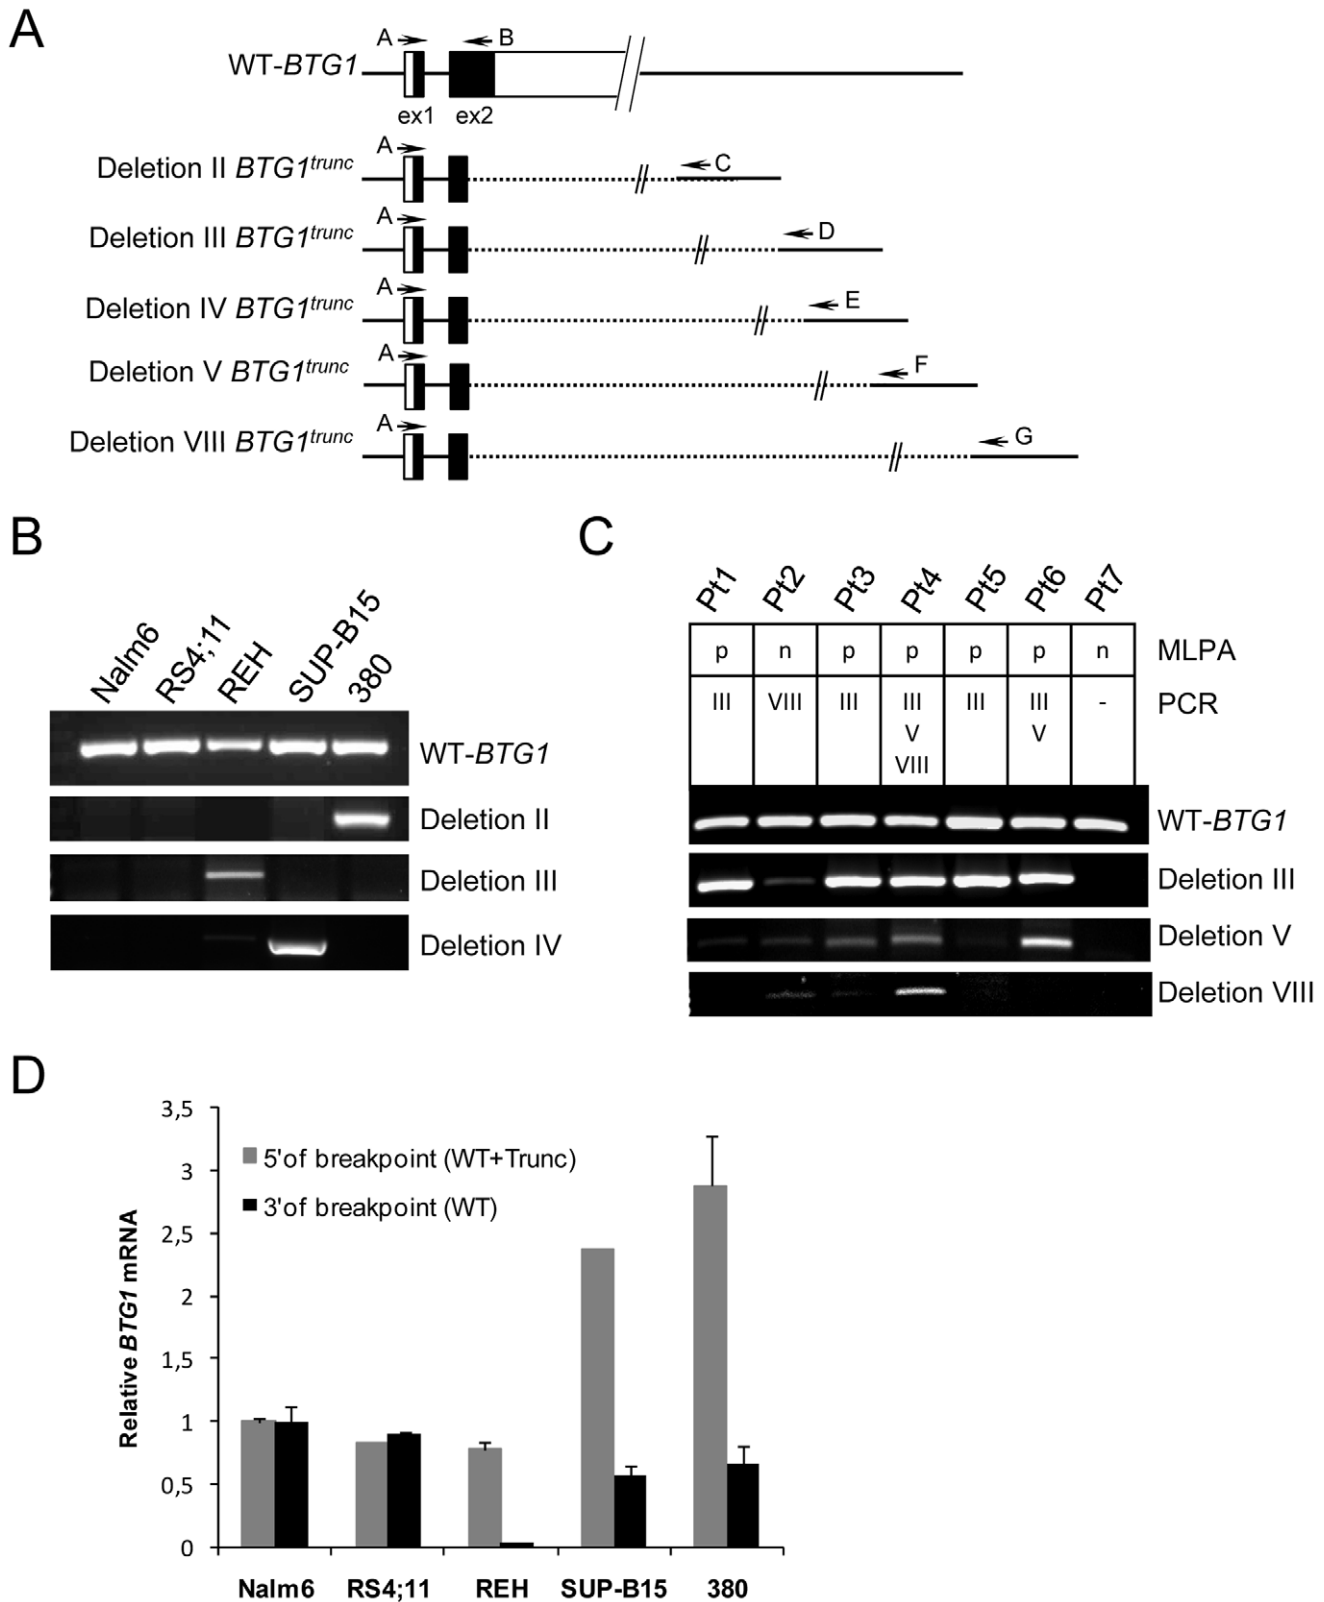 A
A B
WT-BTG1
ex1 ex2
A
Deletion II BTG1trunc C
A
Deletion III BTG1trunc D
A
Deletion IV BTG1trunc E
A
Deletion V BTG1trunc F
A
Deletion VIII BTG1trunc G
B
Nalm6 RS4;11 REH SUP-B15 380
WT-BTG1
Deletion II
Deletion III
Deletion IV
C
Pt1 Pt2 Pt3 Pt4 Pt5 Pt6 Pt7
p n p p p p n MLPA
III VIII III III III III - PCR
V V
VIII
WT-BTG1
Deletion III
Deletion V
Deletion VIII
D
Relative BTG1 mRNA
3,5
3
2,5
2
1,5
1
0,5
0
5'of breakpoint (WT+Trunc)
3'of breakpoint (WT)
Nalm6 RS4;11 REH SUP-B15 380